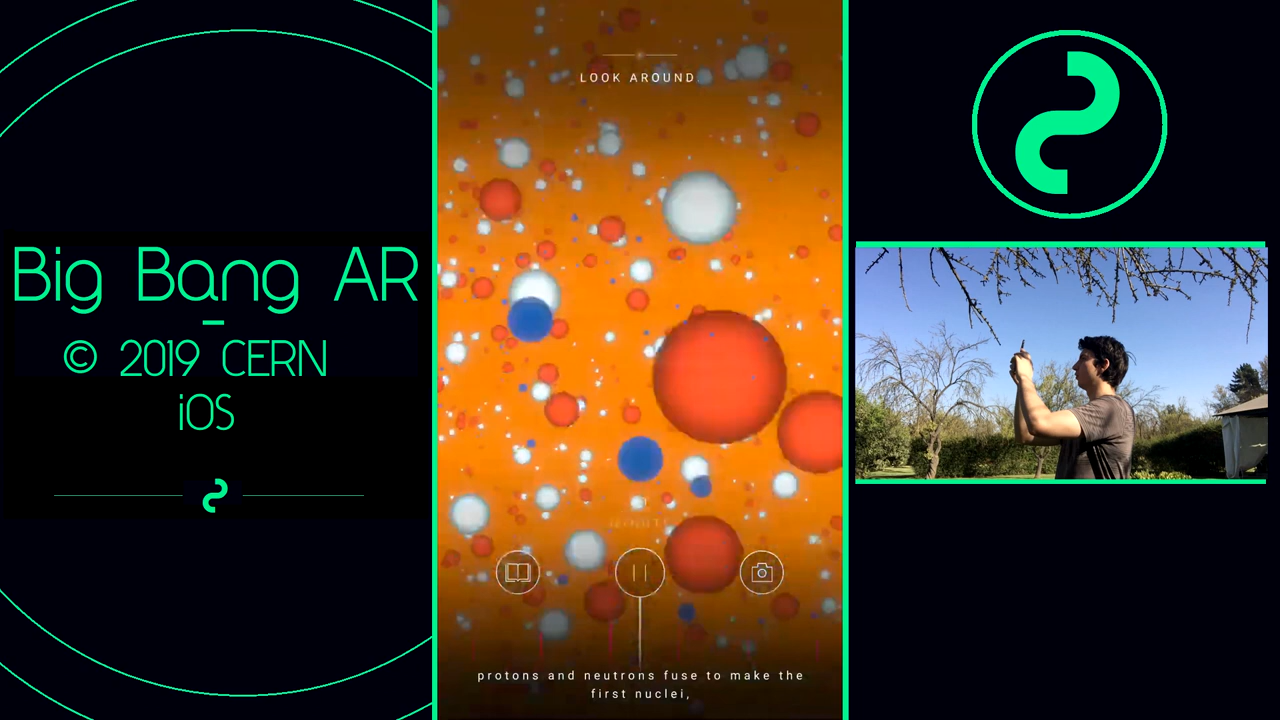 Big Bang AR
© 2019 CERN
iOS
LOOK AROUND
protons and neutrons fuse to make the
first nuclei,